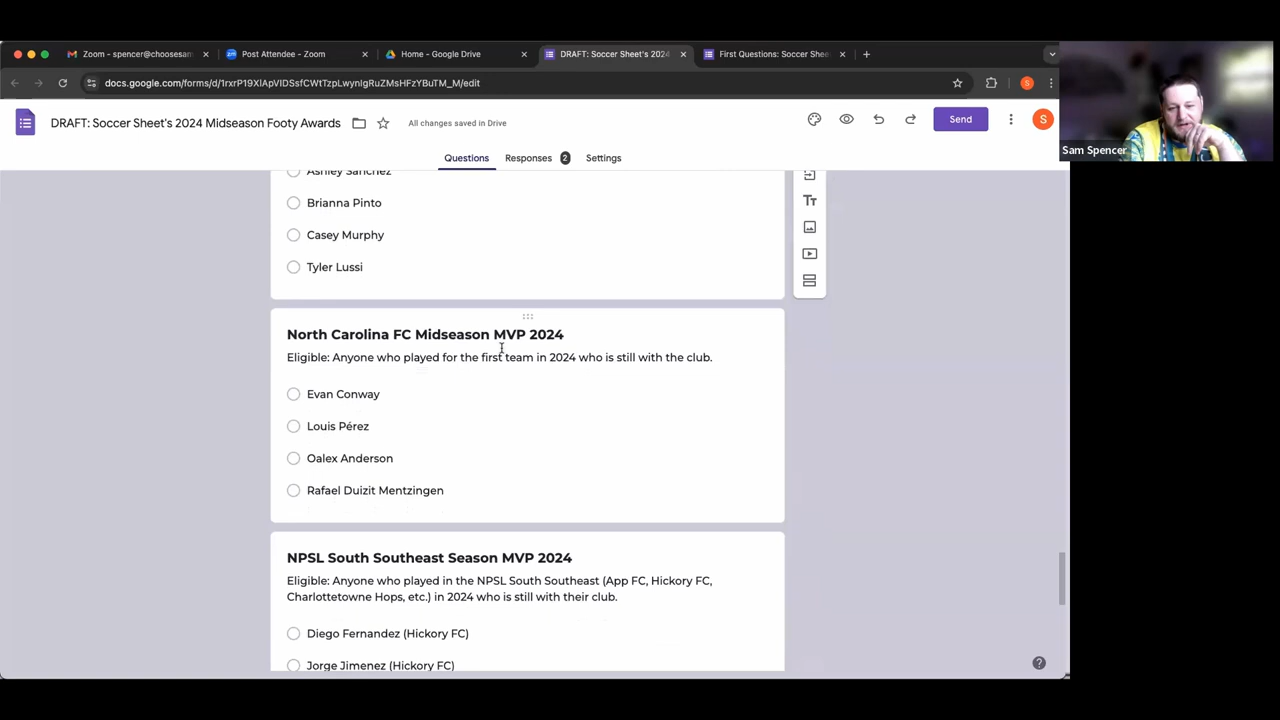 Zoom - spencer@choosesan
Post Attendee - Zoom
Home - Google Drive
DRAFT: Soccer Sheet's 2024
First Questions: Soccer Shee
docs.google.com/forms/d/1rxrP19XlApVIDSsfCWtTzpLwynIgRuZMsHFzYBuTM_M/edit
DRAFT: Soccer Sheet's 2024 Midseason Footy Awards
All changes saved in Drive
Send
S
Sam Spencer
Questions
Responses 2
Settings
Ashley Sanchez
Brianna Pinto
Casey Murphy
Tyler Lussi
North Carolina FC Midseason MVP 2024
Eligible: Anyone who played for the first team in 2024 who is still with the club.
Evan Conway
Louis Pérez
Oalex Anderson
Rafael Duizit Mentzingen
NPSL South Southeast Season MVP 2024
Eligible: Anyone who played in the NPSL South Southeast (App FC, Hickory FC,
Charlottetowne Hops, etc.) in 2024 who is still with their club.
Diego Fernandez (Hickory FC)
Jorge Jimenez (Hickory FC)